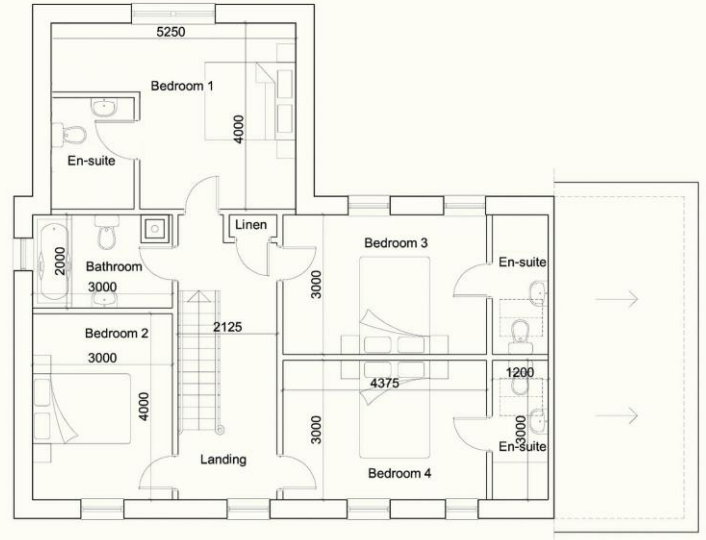 5250
Bedroom 1
4000
En-suite
Linen
Bedroom 3
2000
Bathroom
3000
En-suite
3000
2125
Bedroom 2
3000
4000
4375
1200
3000
3000
En-suite
Landing
Bedroom 4